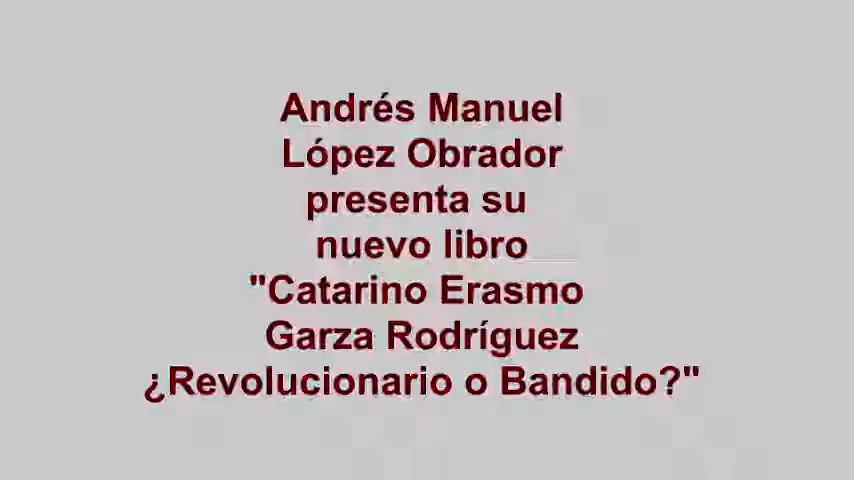 Andrés Manuel
López Obrador
presenta su
nuevo libro
"Catarino Erasmo
Garza Rodríguez
¿Revolucionario o Bandido?"